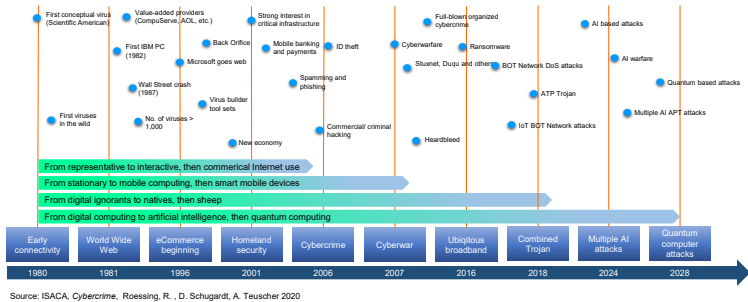 First conceptual virus
(Scientific American)
Value-added providers
(CompuServe, AOL, etc.)
Strong interest in
critical infrastructure
Full-blown organized
cybercrime
AI based attacks
First IBM PC
(1982)
Back Orifice
Mobile banking
and payments
ID theft
Cyberwarfare
Ransomware
AI warfare
Microsoft goes web
Stuxnet, Duqu and others
BOT Network DoS attacks
Wall Street crash
(1987)
Spamming and
phishing
Quantum based attacks
ATP Trojan
Virus builder
tool sets
First viruses
in the wild
No. of viruses >
1,000
Multiple AI APT attacks
Commercial/ criminal
hacking
IoT BOT Network attacks
New economy
Heardbleed
From representative to interactive, then commerical Internet use
From stationary to mobile computing, then smart mobile devices
From digital ignorants to natives, then sheep
From digital computing to artificial intelligence, then quantum computing
Early
connectivity
World Wide
Web
eCommerce
beginning
Homeland
security
Cybercrime
Cyberwar
Ubiqitous
broadband
Combined
Trojan
Multiple AI
attacks
Quantum
computer
attacks
1980 1981 1996 2001 2006 2007 2016 2018 2024 2028
Source: ISACA, Cybercrime, Roessing, R. , D. Schugardt, A. Teuscher 2020